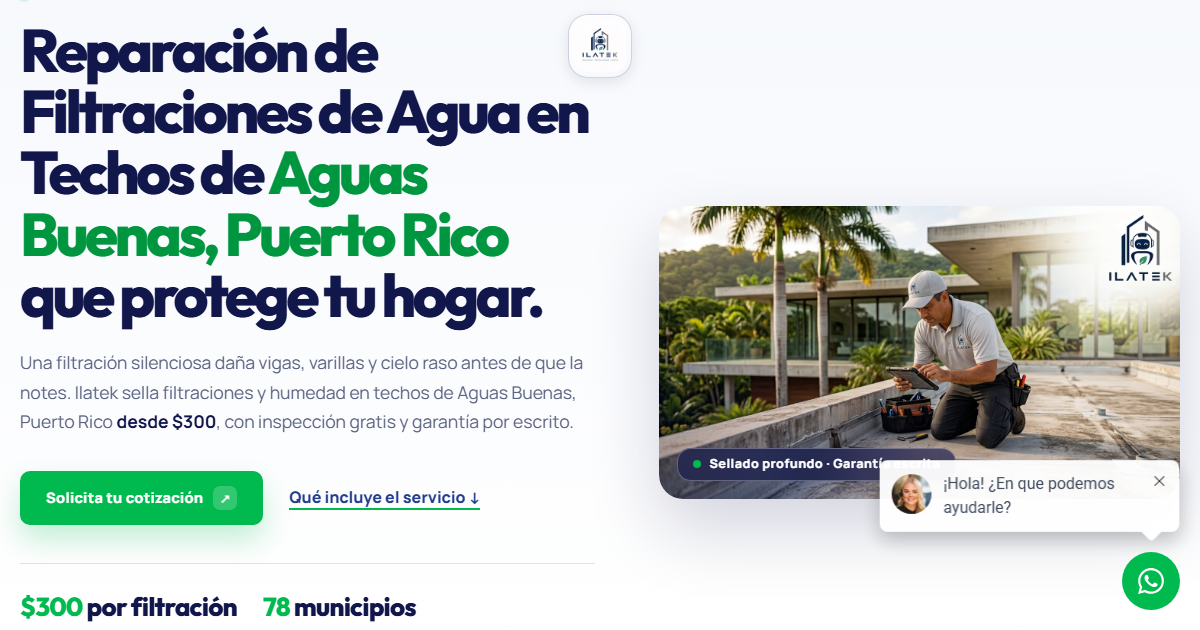 ILATEK
Reparación de
Filtraciones de Agua en
Techos de Aguas
Buenas, Puerto Rico
que protege tu hogar.
Una filtración silenciosa daña vigas, varillas y cielo raso antes de que la
notes. Ilatek sella filtraciones y humedad en techos de Aguas Buenas,
Puerto Rico desde $300, con inspección gratis y garantía por escrito.
Solicita tu cotización ↗
Qué incluye el servicio ↓
$300 por filtración
78 municipios
ILATEK
Sellado profundo · Garantía escrita
¡Hola! ¿En que podemos
ayudarle?